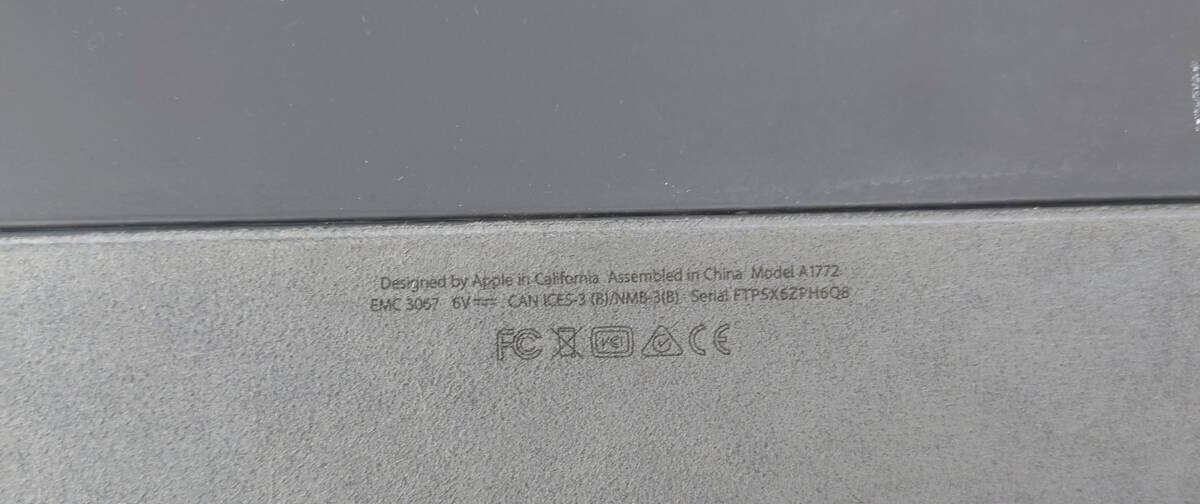 Designed by Apple in California Assembled in China Model A1772
EMC 3067 6V⎓ CAN ICES-3 (B)/NMB-3(B) Serial FTPSX6ZPH6Q8
FC VCI CE